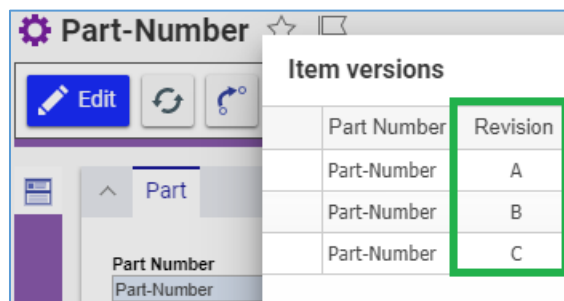 Part-Number
Item versions
Edit
Part Number Revision
Part-Number A
Part-Number B
Part-Number C
Part
Part Number
Part-Number